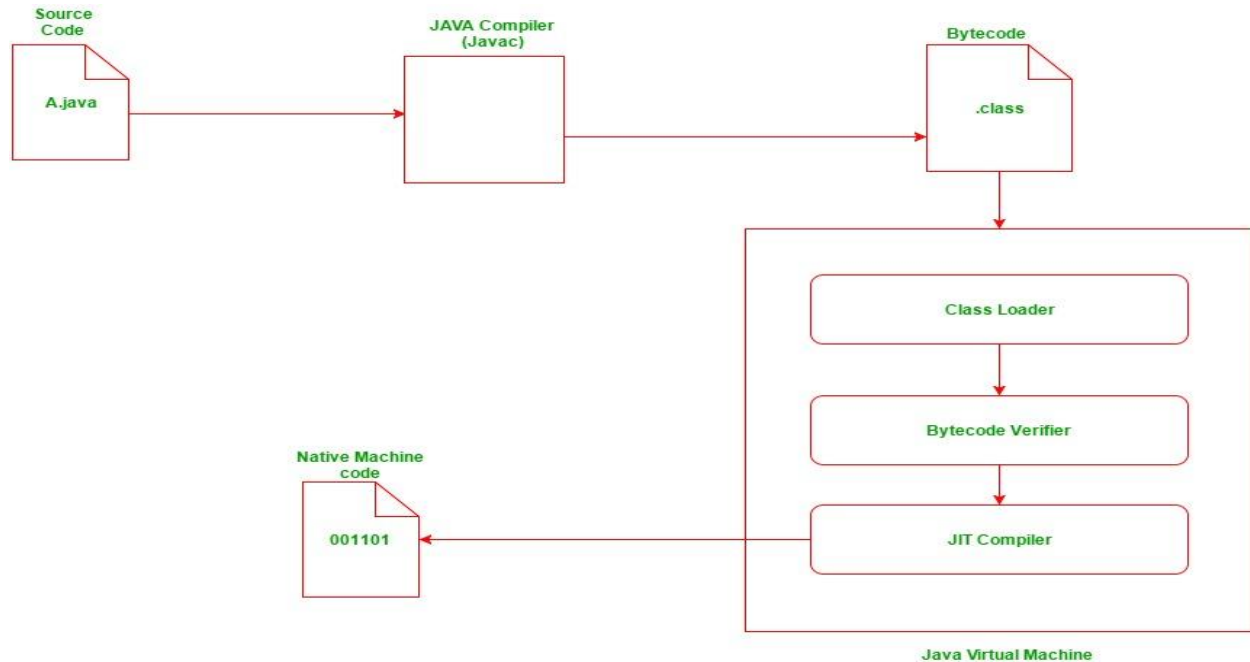 Source
Code
A.java
JAVA Compiler
(Javac)
Bytecode
.class
Class Loader
Bytecode Verifier
JIT Compiler
Native Machine
code
001101
Java Virtual Machine